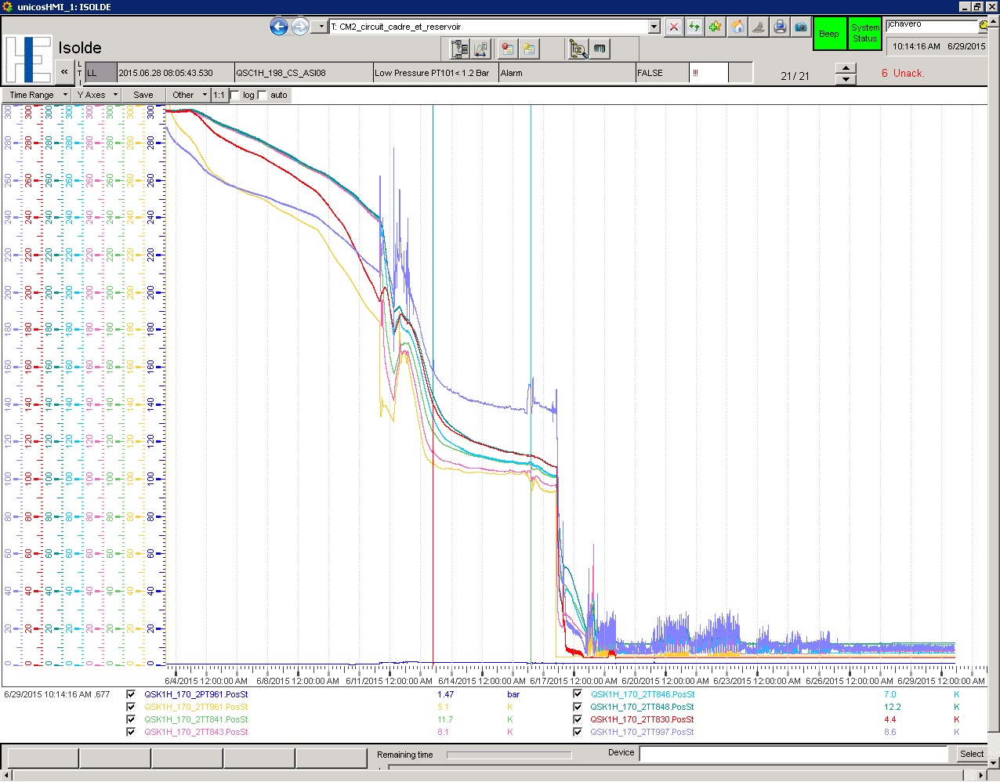 unicosHMI_1: ISOLDE
T: CM2_circuit_cadre_et_reservoir
Beep
System Status
jchavero
Isolde
10:14:16 AM 6/29/2015
«
L T I
LL 2015.06.28 08:05:43.530 QSC1H_198_CS_ASI08 Low Pressure PT101< 1.2 Bar Alarm FALSE !!!
21 / 21
6 Unack.
Time Range Y Axes Save Other 1:1 log auto
300 300 300 300 300 300 300 300
280 280 280 280 280 280 280 280
260 260 260 260 260 260 260 260
240 240 240 240 240 240 240 240
220 220 220 220 220 220 220 220
200 200 200 200 200 200 200 200
180 180 180 180 180 180 180 180
160 160 160 160 160 160 160 160
140 140 140 140 140 140 140 140
120 120 120 120 120 120 120 120
100 100 100 100 100 100 100 100
80 80 80 80 80 80 80 80
60 60 60 60 60 60 60 60
40 40 40 40 40 40 40 40
20 20 20 20 20 20 20 20
0 0 0 0 0 0 0 0
6/4/2015 12:00:00 AM 6/8/2015 12:00:00 AM 6/11/2015 12:00:00 AM 6/14/2015 12:00:00 AM 6/17/2015 12:00:00 AM 6/20/2015 12:00:00 AM 6/23/2015 12:00:00 AM 6/26/2015 12:00:00 AM 6/29/2015 12:00:00 AM
6/29/2015 10:14:16 AM .677
QSK1H_170_2PT961.PosSt 1.47 bar
QSK1H_170_2TT846.PosSt 7.0 K
QSK1H_170_2TT961.PosSt 5.1 K
QSK1H_170_2TT848.PosSt 12.2 K
QSK1H_170_2TT841.PosSt 11.7 K
QSK1H_170_2TT830.PosSt 4.4 K
QSK1H_170_2TT843.PosSt 8.1 K
QSK1H_170_2TT997.PosSt 8.6 K
Remaining time
Device
Select